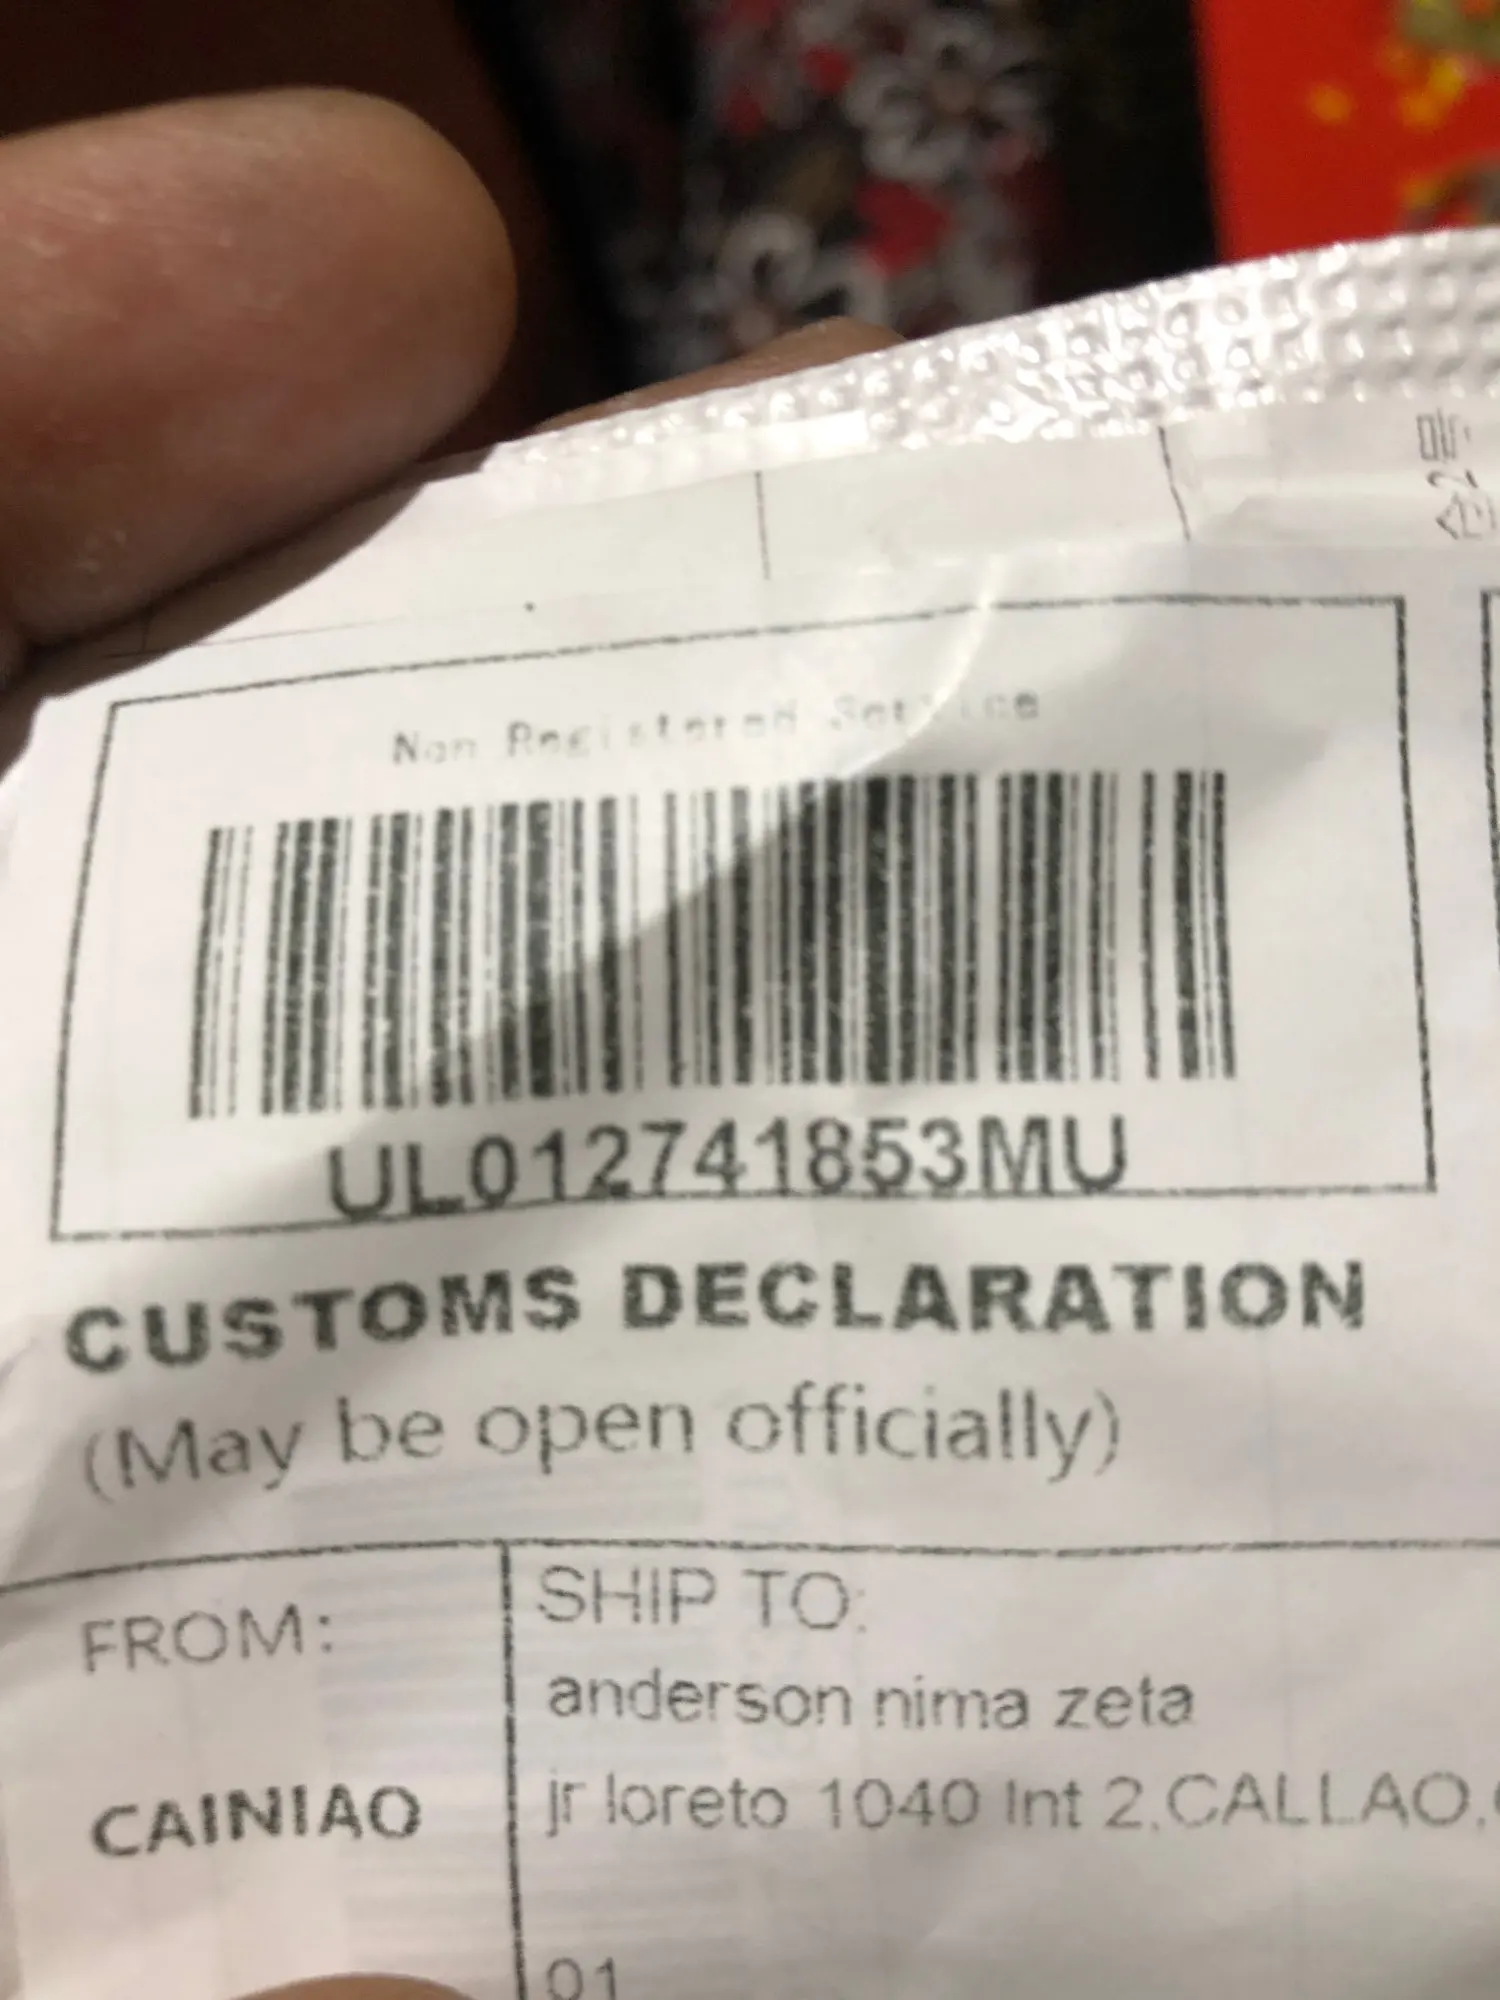 Non Registered Service
UL012741853MU
CUSTOMS DECLARATION
(May be open officially)
FROM:
CAINIAO
SHIP TO:
anderson nima zeta
jr loreto 1040 Int 2,CALLAO,
01